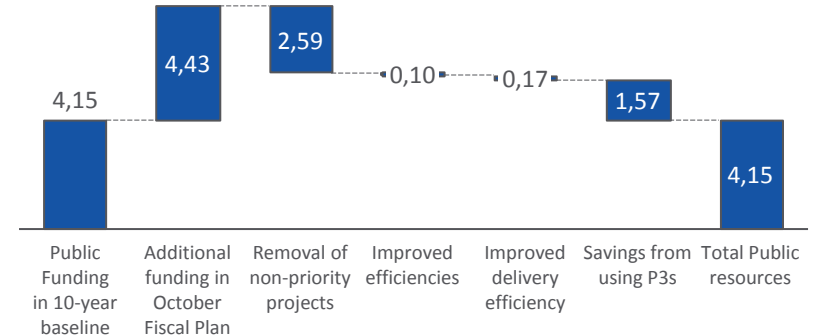 4,15
4,43
2,59
0,10
0,17
1,57
4,15
Public
Funding
in 10-year
baseline
Additional
funding in
October
Fiscal Plan
Removal of
non-priority
projects
Improved
efficiencies
Improved
delivery
efficiency
Savings from
using P3s
Total Public
resources